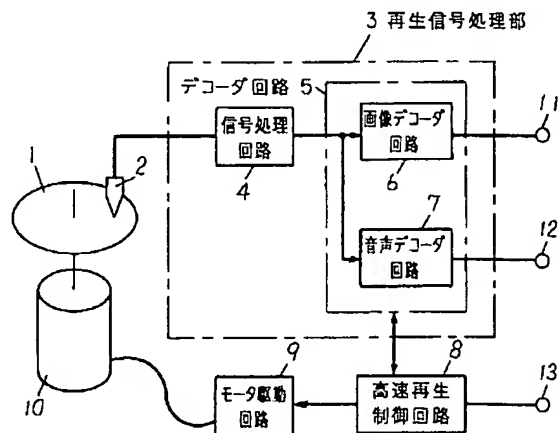 3 再生信号処理部
デコーダ回路 5
信号処理
回路
4
画像デコーダ
回路
6
11
1
2
7
音声デコーダ
回路
12
10
9
モータ駆動
回路
8
高速再生
制御回路
13